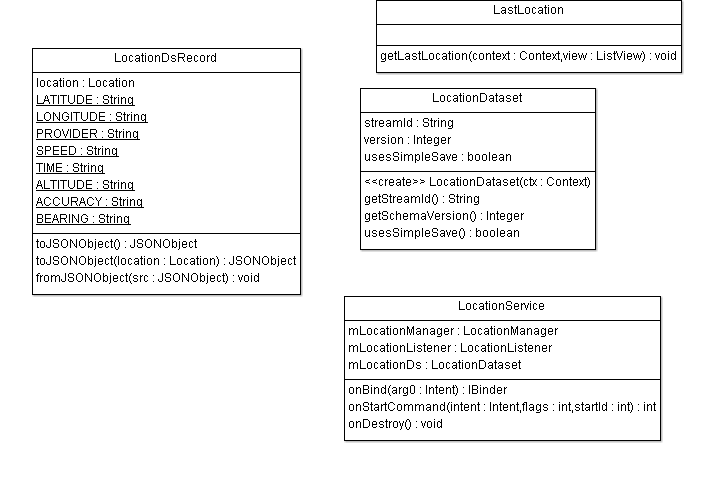 LastLocation
getLastLocation(context : Context,view : ListView) : void
LocationDsRecord
location : Location
LATITUDE : String
LONGITUDE : String
PROVIDER : String
SPEED : String
TIME : String
ALTITUDE : String
ACCURACY : String
BEARING : String
toJSONObject() : JSONObject
toJSONObject(location : Location) : JSONObject
fromJSONObject(src : JSONObject) : void
LocationDataset
streamId : String
version : Integer
usesSimpleSave : boolean
<<create>> LocationDataset(ctx : Context)
getStreamId() : String
getSchemaVersion() : Integer
usesSimpleSave() : boolean
LocationService
mLocationManager : LocationManager
mLocationListener : LocationListener
mLocationDs : LocationDataset
onBind(arg0 : Intent) : IBinder
onStartCommand(intent : Intent,flags : int,startId : int) : int
onDestroy() : void